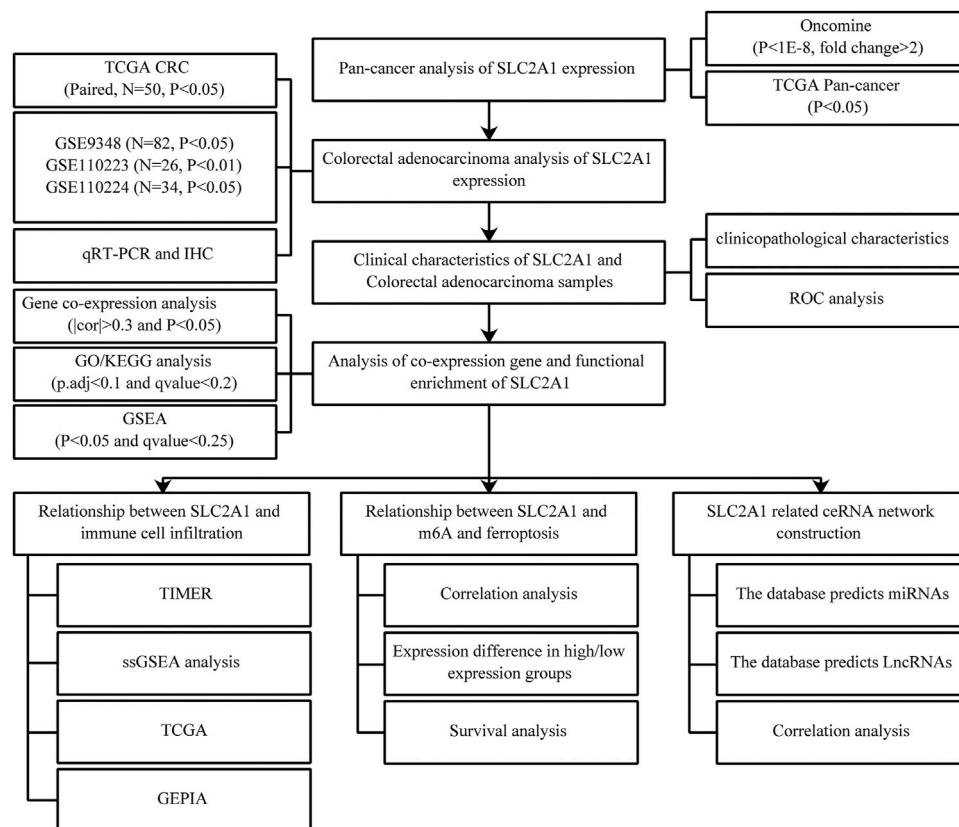 Oncomine
(P<1E-8, fold change>2)
Pan-cancer analysis of SLC2A1 expression
TCGA Pan-cancer
(P<0.05)
TCGA CRC
(Paired, N=50, P<0.05)
GSE9348 (N=82, P<0.05)
GSE110223 (N=26, P<0.01)
GSE110224 (N=34, P<0.05)
qRT-PCR and IHC
Colorectal adenocarcinoma analysis of SLC2A1
expression
Clinical characteristics of SLC2A1 and
Colorectal adenocarcinoma samples
clinicopathological characteristics
ROC analysis
Gene co-expression analysis
(|cor|>0.3 and P<0.05)
GO/KEGG analysis
(p.adj<0.1 and qvalue<0.2)
GSEA
(P<0.05 and qvalue<0.25)
Analysis of co-expression gene and functional
enrichment of SLC2A1
Relationship between SLC2A1 and
immune cell infiltration
TIMER
ssGSEA analysis
TCGA
GEPIA
Relationship between SLC2A1 and
m6A and ferroptosis
Correlation analysis
Expression difference in high/low
expression groups
Survival analysis
SLC2A1 related ceRNA network
construction
The database predicts miRNAs
The database predicts LncRNAs
Correlation analysis